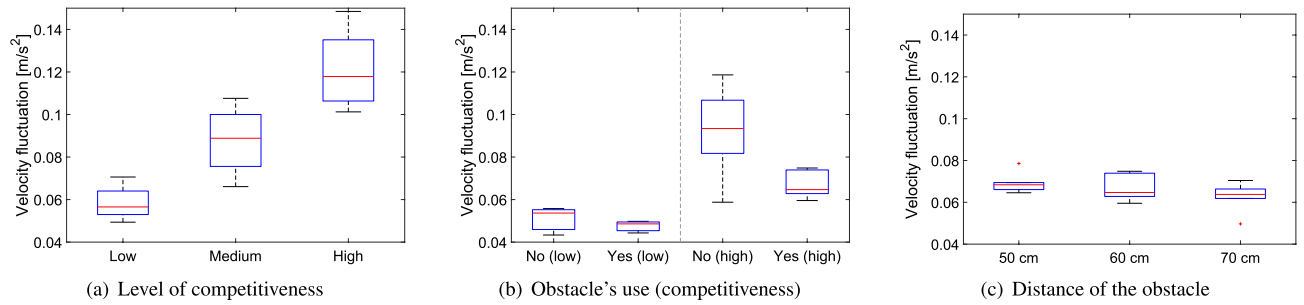 Velocity fluctuation [m/s²]
0.14
0.12
0.1
0.08
0.06
0.04
Low Medium High
(a) Level of competitiveness
Velocity fluctuation [m/s²]
0.14
0.12
0.1
0.08
0.06
0.04
No (low) Yes (low) No (high) Yes (high)
(b) Obstacle's use (competitiveness)
Velocity fluctuation [m/s²]
0.14
0.12
0.1
0.08
0.06
0.04
50 cm 60 cm 70 cm
(c) Distance of the obstacle